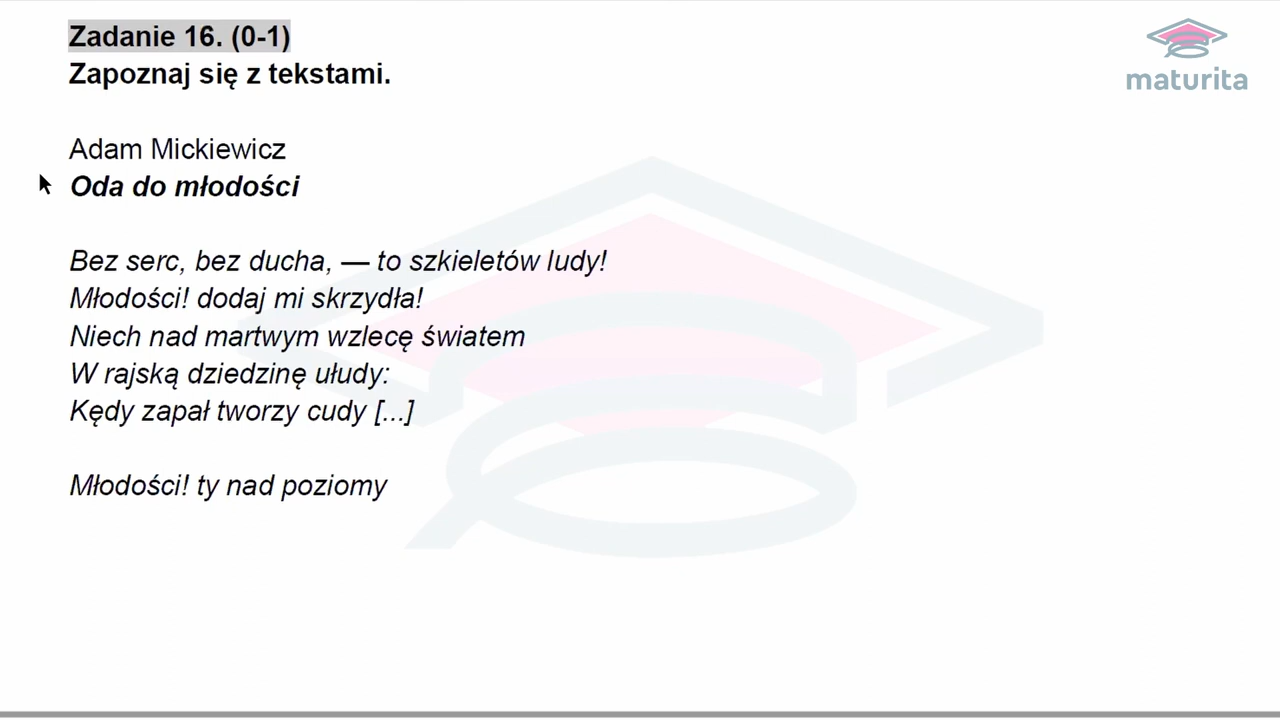 Zadanie 16. (0-1)
Zapoznaj się z tekstami.
maturita
Adam Mickiewicz
Oda do młodości
Bez serc, bez ducha, — to szkieletów ludy!
Młodości! dodaj mi skrzydła!
Niech nad martwym wzlecę światem
W rajską dziedzinę ułudy:
Kędy zapał tworzy cudy [...]
Młodości! ty nad poziomy